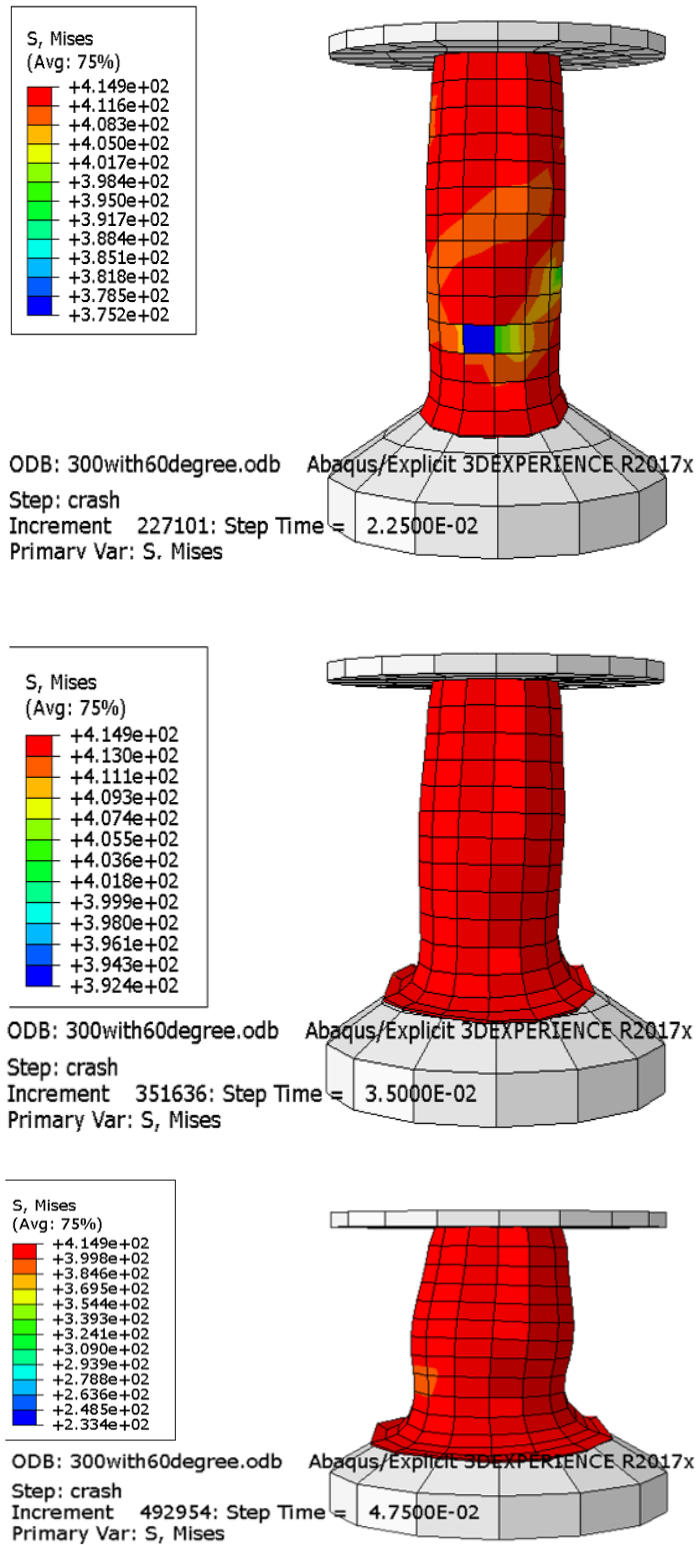 S, Mises
(Avg: 75%)
+4.149e+02
+4.116e+02
+4.083e+02
+4.050e+02
+4.017e+02
+3.984e+02
+3.950e+02
+3.917e+02
+3.884e+02
+3.851e+02
+3.818e+02
+3.785e+02
+3.752e+02
ODB: 300with60degree.odb Abaqus/Explicit 3DEXPERIENCE R2017x
Step: crash
Increment 227101: Step Time = 2.2500E-02
Primary Var: S, Mises
S, Mises
(Avg: 75%)
+4.149e+02
+4.130e+02
+4.111e+02
+4.093e+02
+4.074e+02
+4.055e+02
+4.036e+02
+4.018e+02
+3.999e+02
+3.980e+02
+3.961e+02
+3.943e+02
+3.924e+02
ODB: 300with60degree.odb Abaqus/Explicit 3DEXPERIENCE R2017x
Step: crash
Increment 351636: Step Time = 3.5000E-02
Primary Var: S, Mises
S, Mises
(Avg: 75%)
+4.149e+02
+3.998e+02
+3.846e+02
+3.695e+02
+3.544e+02
+3.393e+02
+3.241e+02
+3.090e+02
+2.939e+02
+2.788e+02
+2.636e+02
+2.485e+02
+2.334e+02
ODB: 300with60degree.odb Abaqus/Explicit 3DEXPERIENCE R2017x
Step: crash
Increment 492954: Step Time = 4.7500E-02
Primary Var: S, Mises